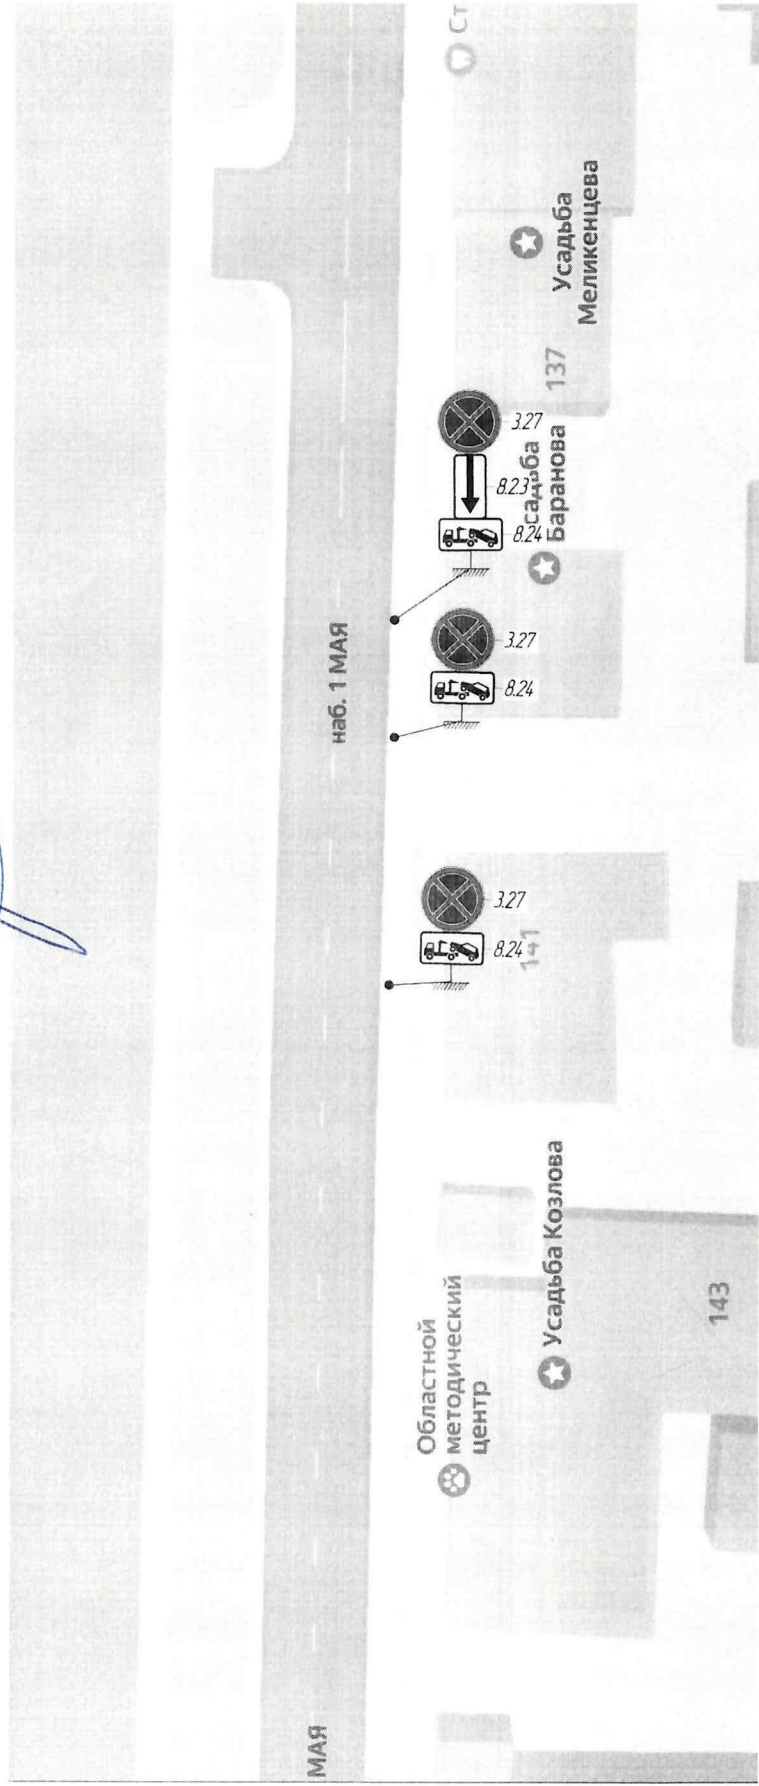 Ст
Усадьба
Меликенцева
137
3.27
8.23
8.24
садьба
Баранова
наб. 1 МАЯ
3.27
8.24
3.27
8.24
141
Усадьба Козлова
Областной
методический
центр
143
МАЯ